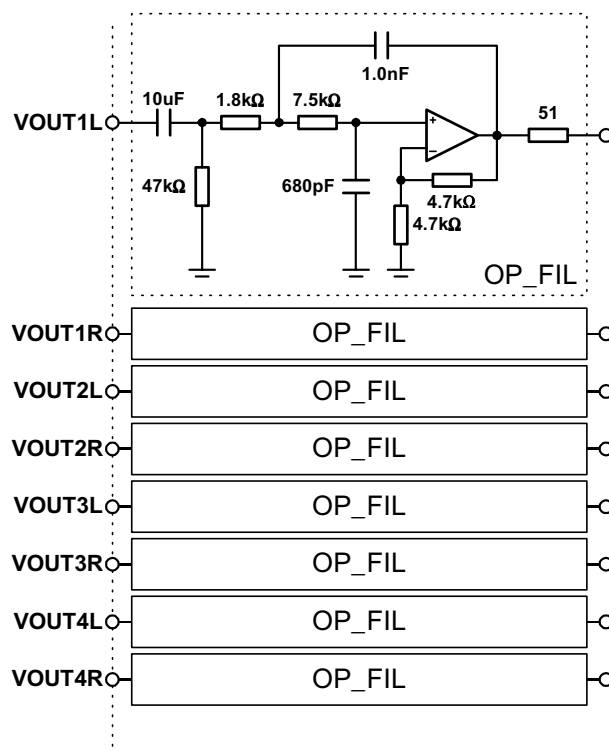 1.0nF
10uF
1.8kΩ
7.5kΩ
51
VOUT1L
+
−
47kΩ
680pF
4.7kΩ
4.7kΩ
OP_FIL
VOUT1R OP_FIL
VOUT2L OP_FIL
VOUT2R OP_FIL
VOUT3L OP_FIL
VOUT3R OP_FIL
VOUT4L OP_FIL
VOUT4R OP_FIL